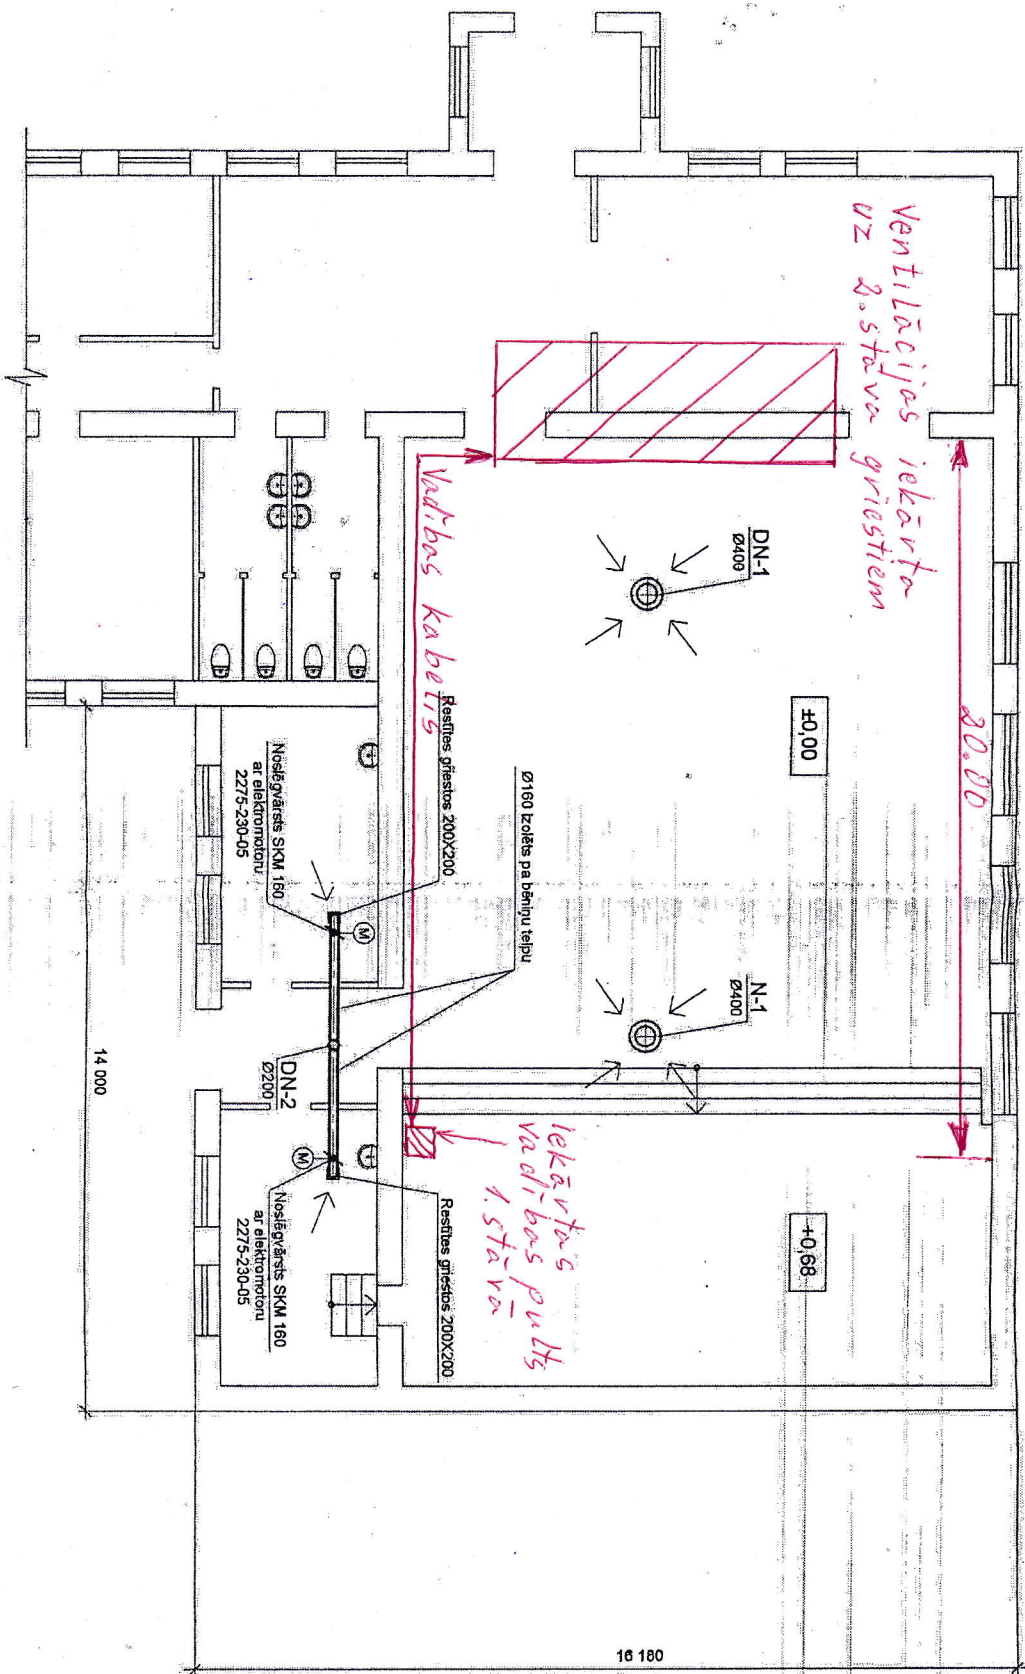 Ventilācijas iekārta
uz 2.stāva griestiem
20.00
DN-1
Ø400
±0,00
Vadības kabelis
Restītes griestos 200X200
Ø160 Izolēts pa bēniņu telpu
Noslēgvārsts SKM 160
ar elektromotoru
2275-230-05
M
N-1
Ø400
DN-2
Ø200
14 000
iekārtas
vadības pults
1. stāvā
+0,68
Restītes griestos 200X200
M
Noslēgvārsts SKM 160
ar elektromotoru
2275-230-05
16 180